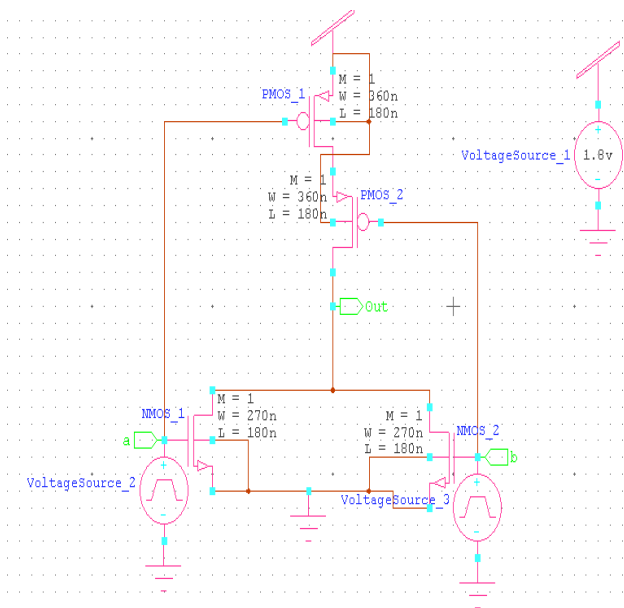 M = 1
PMOS_1
W = 360n
L = 180n
VoltageSource_1
1.8v
M = 1
PMOS_2
W = 360n
L = 180n
Out
M = 1
NMOS_1
W = 270n
L = 180n
a
M = 1
W = 270n
NMOS_2
L = 180n
b
VoltageSource_2
VoltageSource_3